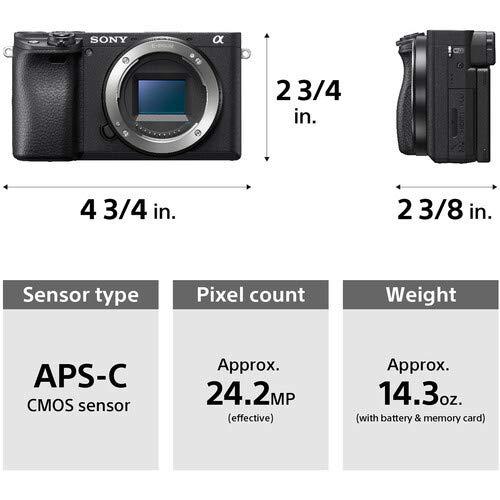 SONY
α
E-mount
2 3/4
in.
4 3/4 in.
2 3/8 in.
Sensor type
APS-C
CMOS sensor
Pixel count
Approx.
24.2MP
(effective)
Weight
Approx.
14.3oz.
(with battery & memory card)